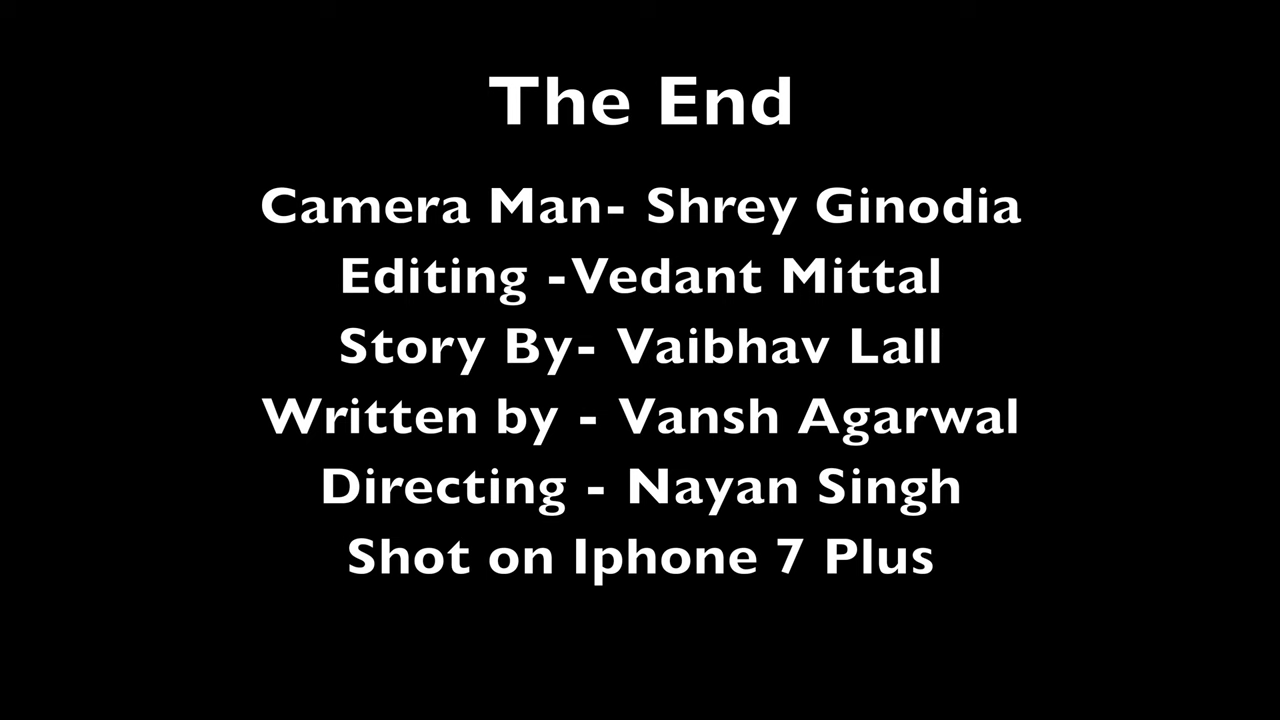 The End
Camera Man- Shrey Ginodia
Editing -Vedant Mittal
Story By- Vaibhav Lall
Written by - Vansh Agarwal
Directing - Nayan Singh
Shot on Iphone 7 Plus